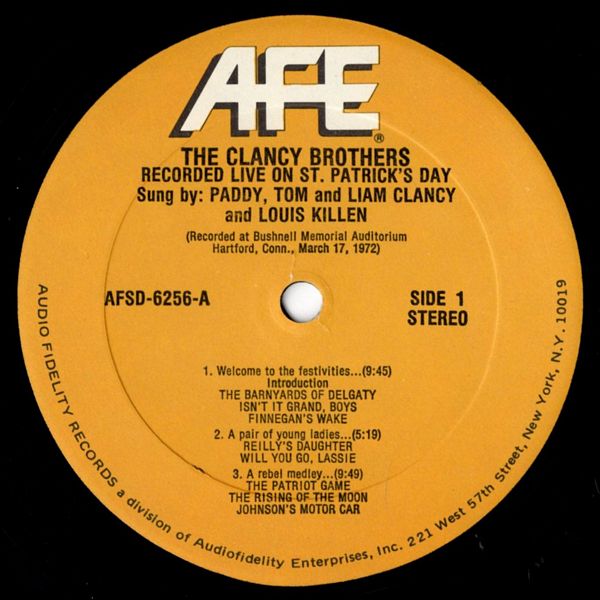 AFE®
THE CLANCY BROTHERS
RECORDED LIVE ON ST. PATRICK'S DAY
Sung by: PADDY, TOM and LIAM CLANCY
and LOUIS KILLEN
(Recorded at Bushnell Memorial Auditorium
Hartford, Conn., March 17, 1972)
AFSD-6256-A
SIDE 1
STEREO
1. Welcome to the festivities...(9:45)
Introduction
THE BARNYARDS OF DELGATY
ISN'T IT GRAND, BOYS
FINNEGAN'S WAKE
2. A pair of young ladies...(5:19)
REILLY'S DAUGHTER
WILL YOU GO, LASSIE
3. A rebel medley...(9:49)
THE PATRIOT GAME
THE RISING OF THE MOON
JOHNSON'S MOTOR CAR
AUDIO FIDELITY RECORDS a division of Audiofidelity Enterprises, Inc. 221 West 57th Street, New York, N.Y. 10019